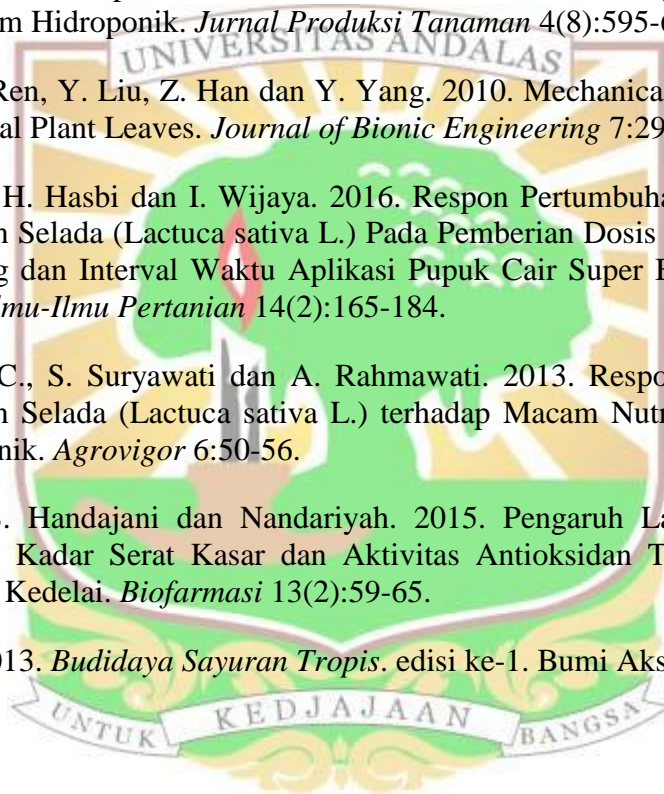 m Hidroponik. Jurnal Produksi Tanaman 4(8):595-
UNIVERSITAS ANDALAS
Ren, Y. Liu, Z. Han dan Y. Yang. 2010. Mechanica
al Plant Leaves. Journal of Bionic Engineering 7:29
H. Hasbi dan I. Wijaya. 2016. Respon Pertumbuha
n Selada (Lactuca sativa L.) Pada Pemberian Dosis
g dan Interval Waktu Aplikasi Pupuk Cair Super
lmu-Ilmu Pertanian 14(2):165-184.
C., S. Suryawati dan A. Rahmawati. 2013. Respo
n Selada (Lactuca sativa L.) terhadap Macam Nutr
nik. Agrovigor 6:50-56.
. Handajani dan Nandariyah. 2015. Pengaruh La
Kadar Serat Kasar dan Aktivitas Antioksidan T
Kedelai. Biofarmasi 13(2):59-65.
013. Budidaya Sayuran Tropis. edisi ke-1. Bumi Aks
UNTUK KEDJAJAAN BANGSA